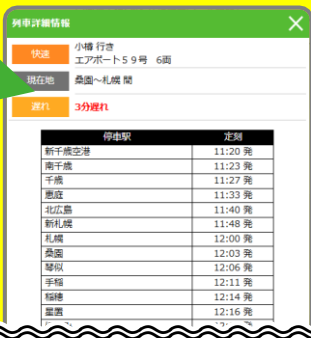 列車詳細情報
快速
小樽 行き
エアポート59号 6両
現在地
桑園～札幌 間
遅れ
3分遅れ
停車駅 定刻
新千歳空港 11:20 発
南千歳 11:23 発
千歳 11:27 発
恵庭 11:33 発
北広島 11:40 発
新札幌 11:48 発
札幌 12:00 発
桑園 12:03 発
琴似 12:06 発
手稲 12:11 発
稲穂 12:14 発
星置 12:16 発